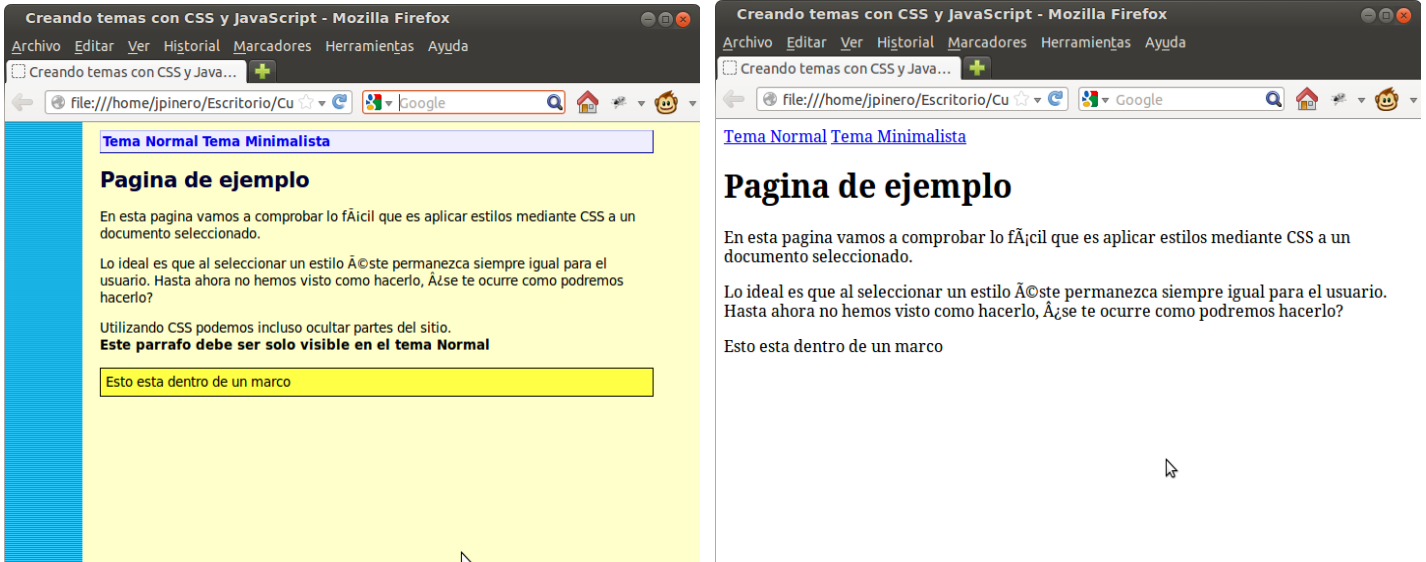 Creando temas con CSS y JavaScript - Mozilla Firefox
Archivo Editar Ver Historial Marcadores Herramientas Ayuda
Creando temas con CSS y Java...
file:///home/jpinero/Escritorio/Cu
Google
Tema Normal Tema Minimalista
Pagina de ejemplo
En esta pagina vamos a comprobar lo fÃ¡cil que es aplicar estilos mediante CSS a un
documento seleccionado.
Lo ideal es que al seleccionar un estilo Ã©ste permanezca siempre igual para el
usuario. Hasta ahora no hemos visto como hacerlo, Â¿se te ocurre como podremos
hacerlo?
Utilizando CSS podemos incluso ocultar partes del sitio.
Este parrafo debe ser solo visible en el tema Normal
Esto esta dentro de un marco
Creando temas con CSS y JavaScript - Mozilla Firefox
Archivo Editar Ver Historial Marcadores Herramientas Ayuda
Creando temas con CSS y Java...
file:///home/jpinero/Escritorio/Cu
Google
Tema Normal Tema Minimalista
Pagina de ejemplo
En esta pagina vamos a comprobar lo fÃ¡cil que es aplicar estilos mediante CSS a un
documento seleccionado.
Lo ideal es que al seleccionar un estilo Ã©ste permanezca siempre igual para el usuario.
Hasta ahora no hemos visto como hacerlo, Â¿se te ocurre como podremos hacerlo?
Esto esta dentro de un marco